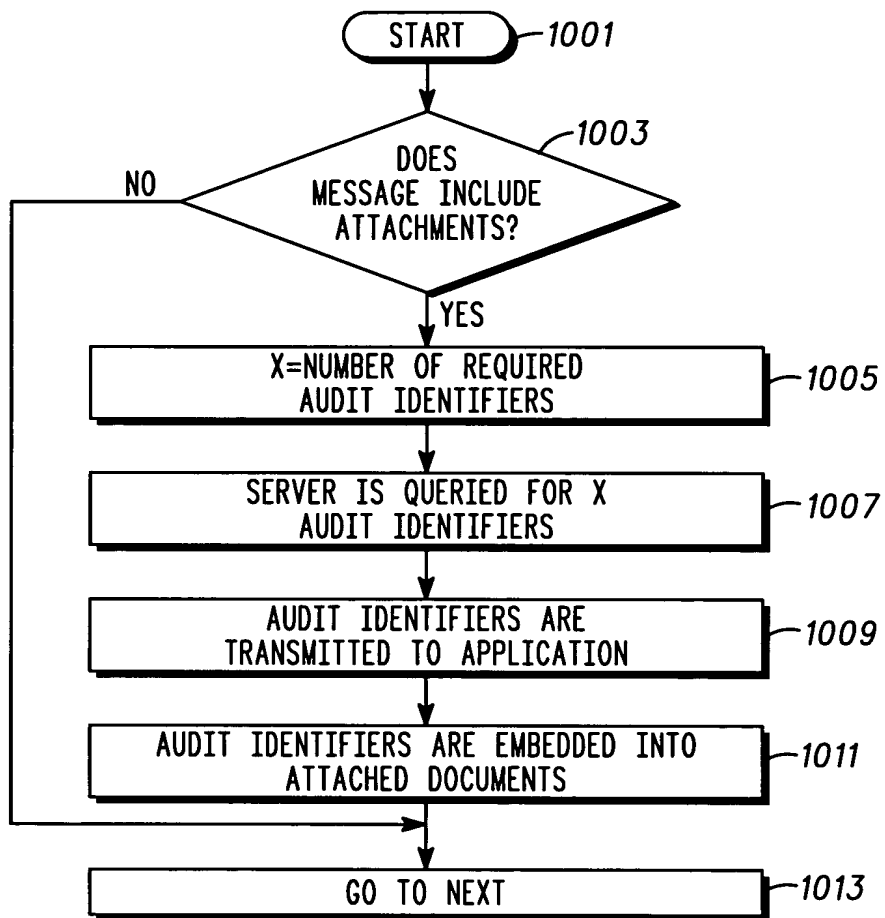 START
1001
1003
DOES
MESSAGE INCLUDE
ATTACHMENTS?
NO
YES
X=NUMBER OF REQUIRED
AUDIT IDENTIFIERS
1005
SERVER IS QUERIED FOR X
AUDIT IDENTIFIERS
1007
AUDIT IDENTIFIERS ARE
TRANSMITTED TO APPLICATION
1009
AUDIT IDENTIFIERS ARE EMBEDDED INTO
ATTACHED DOCUMENTS
1011
GO TO NEXT
1013